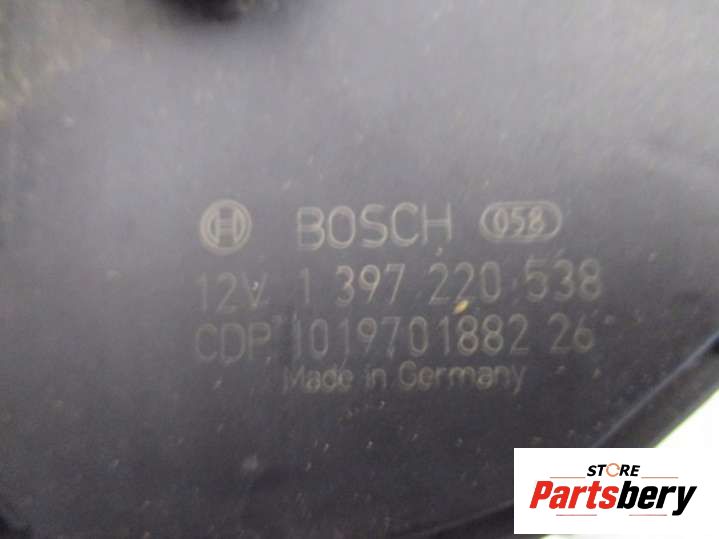 BOSCH 058
12V 1 397 220 538
CDP 1019701882 26
Made in Germany
STORE
Partsbery